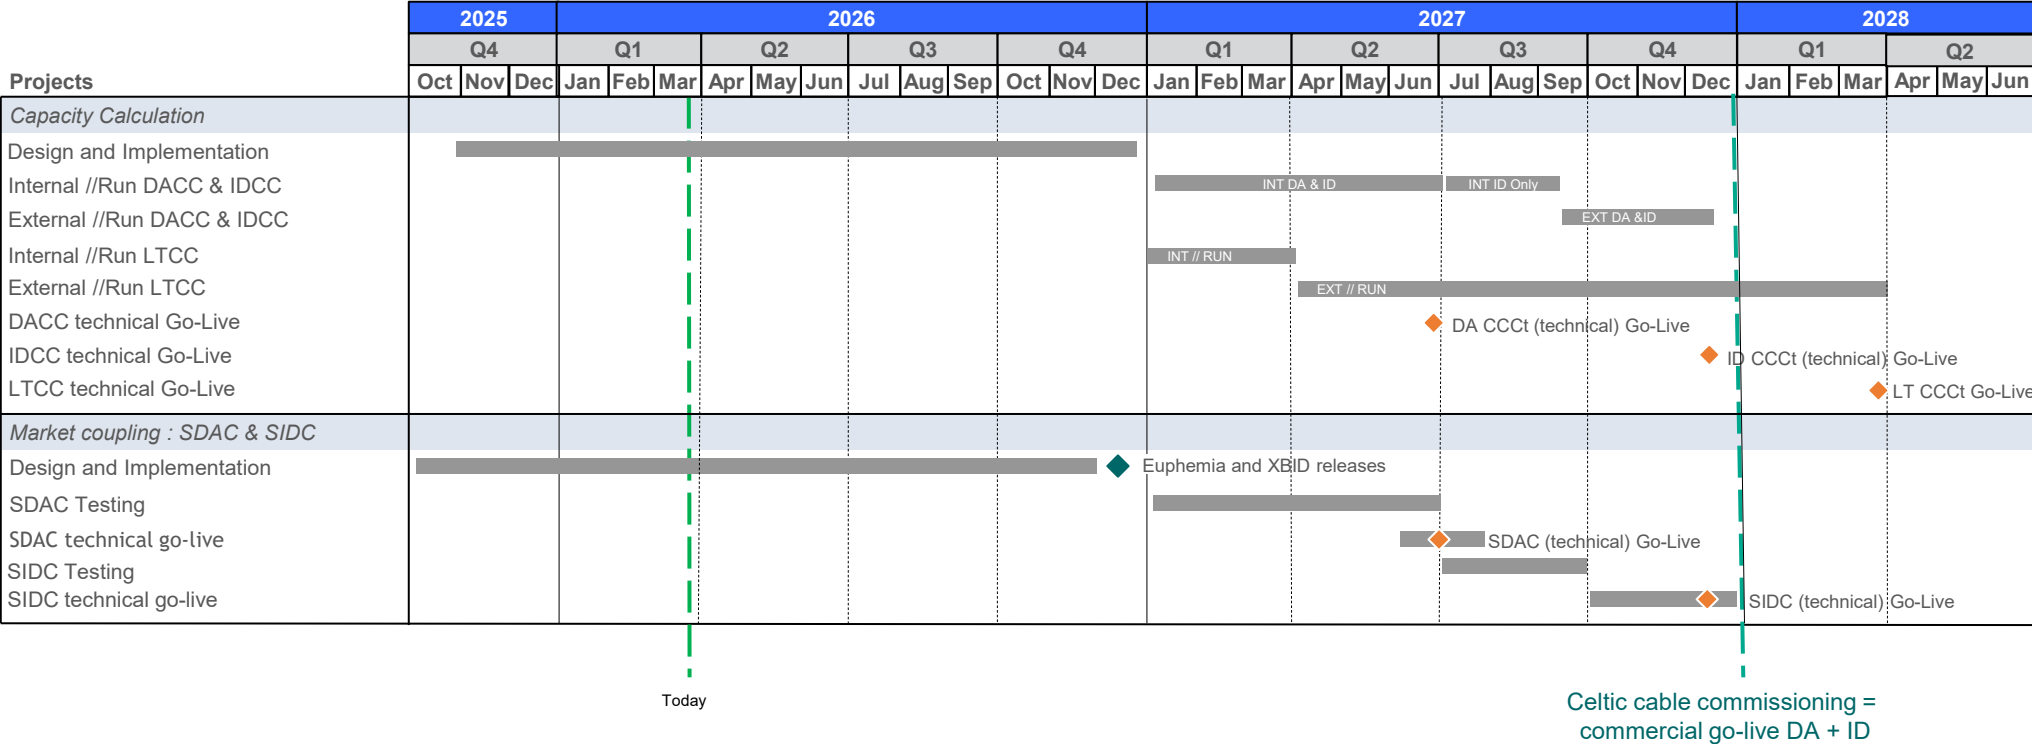 2025 2026 2027 2028
Q4 Q1 Q2 Q3 Q4 Q1 Q2 Q3 Q4 Q1 Q2
Projects Oct Nov Dec Jan Feb Mar Apr May Jun Jul Aug Sep Oct Nov Dec Jan Feb Mar Apr May Jun Jul Aug Sep Oct Nov Dec Jan Feb Mar Apr May Jun
Capacity Calculation
Design and Implementation
Internal //Run DACC & IDCC INT DA & ID INT ID Only
External //Run DACC & IDCC EXT DA &ID
Internal //Run LTCC INT // RUN
External //Run LTCC EXT // RUN
DACC technical Go-Live DA CCCt (technical) Go-Live
IDCC technical Go-Live ID CCCt (technical) Go-Live
LTCC technical Go-Live LT CCCt Go-Live
Market coupling : SDAC & SIDC
Design and Implementation Euphemia and XBID releases
SDAC Testing
SDAC technical go-live SDAC (technical) Go-Live
SIDC Testing
SIDC technical go-live SIDC (technical) Go-Live
Today
Celtic cable commissioning =
commercial go-live DA + ID